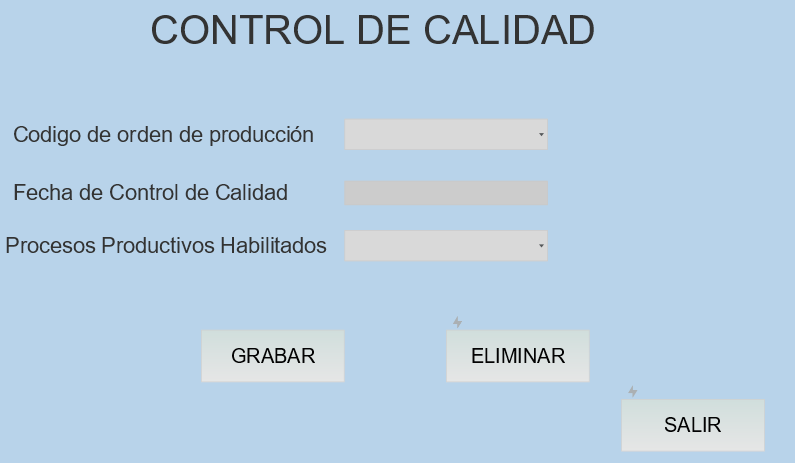 CONTROL DE CALIDAD
Codigo de orden de producción
Fecha de Control de Calidad
Procesos Productivos Habilitados
GRABAR
ELIMINAR
SALIR